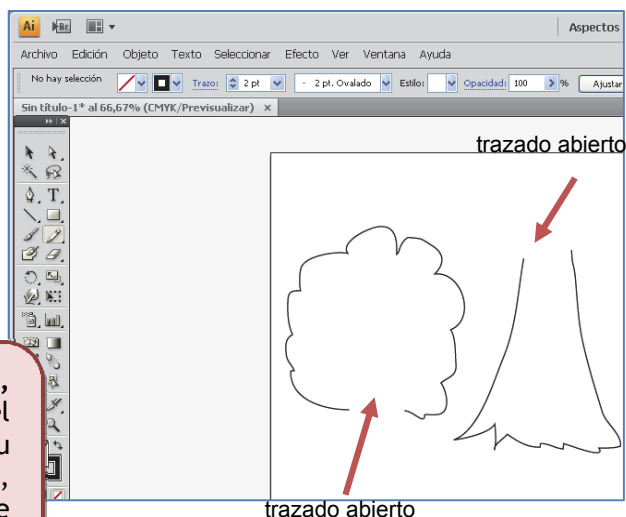 Ai Br Aspectos
Archivo Edición Objeto Texto Seleccionar Efecto Ver Ventana Ayuda
No hay selección Trazo: 2 pt 2 pt. Ovalado Estilo: Opacidad: 100 % Ajustar
Sin título-1* al 66,67% (CMYK/Previsualizar) x
trazado abierto
trazado abierto